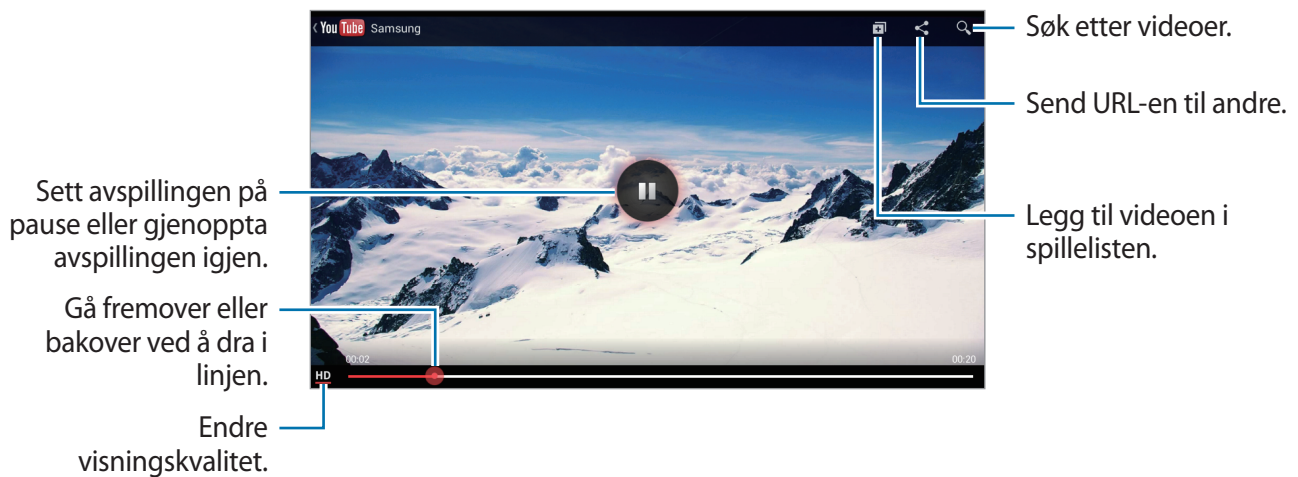 You Tube Samsung
Søk etter videoer.
Send URL-en til andre.
Sett avspillingen på
pause eller gjenoppta
avspillingen igjen.
Legg til videoen i
spillelisten.
Gå fremover eller
bakover ved å dra i
linjen.
00:02
00:20
HD
Endre
visningskvalitet.